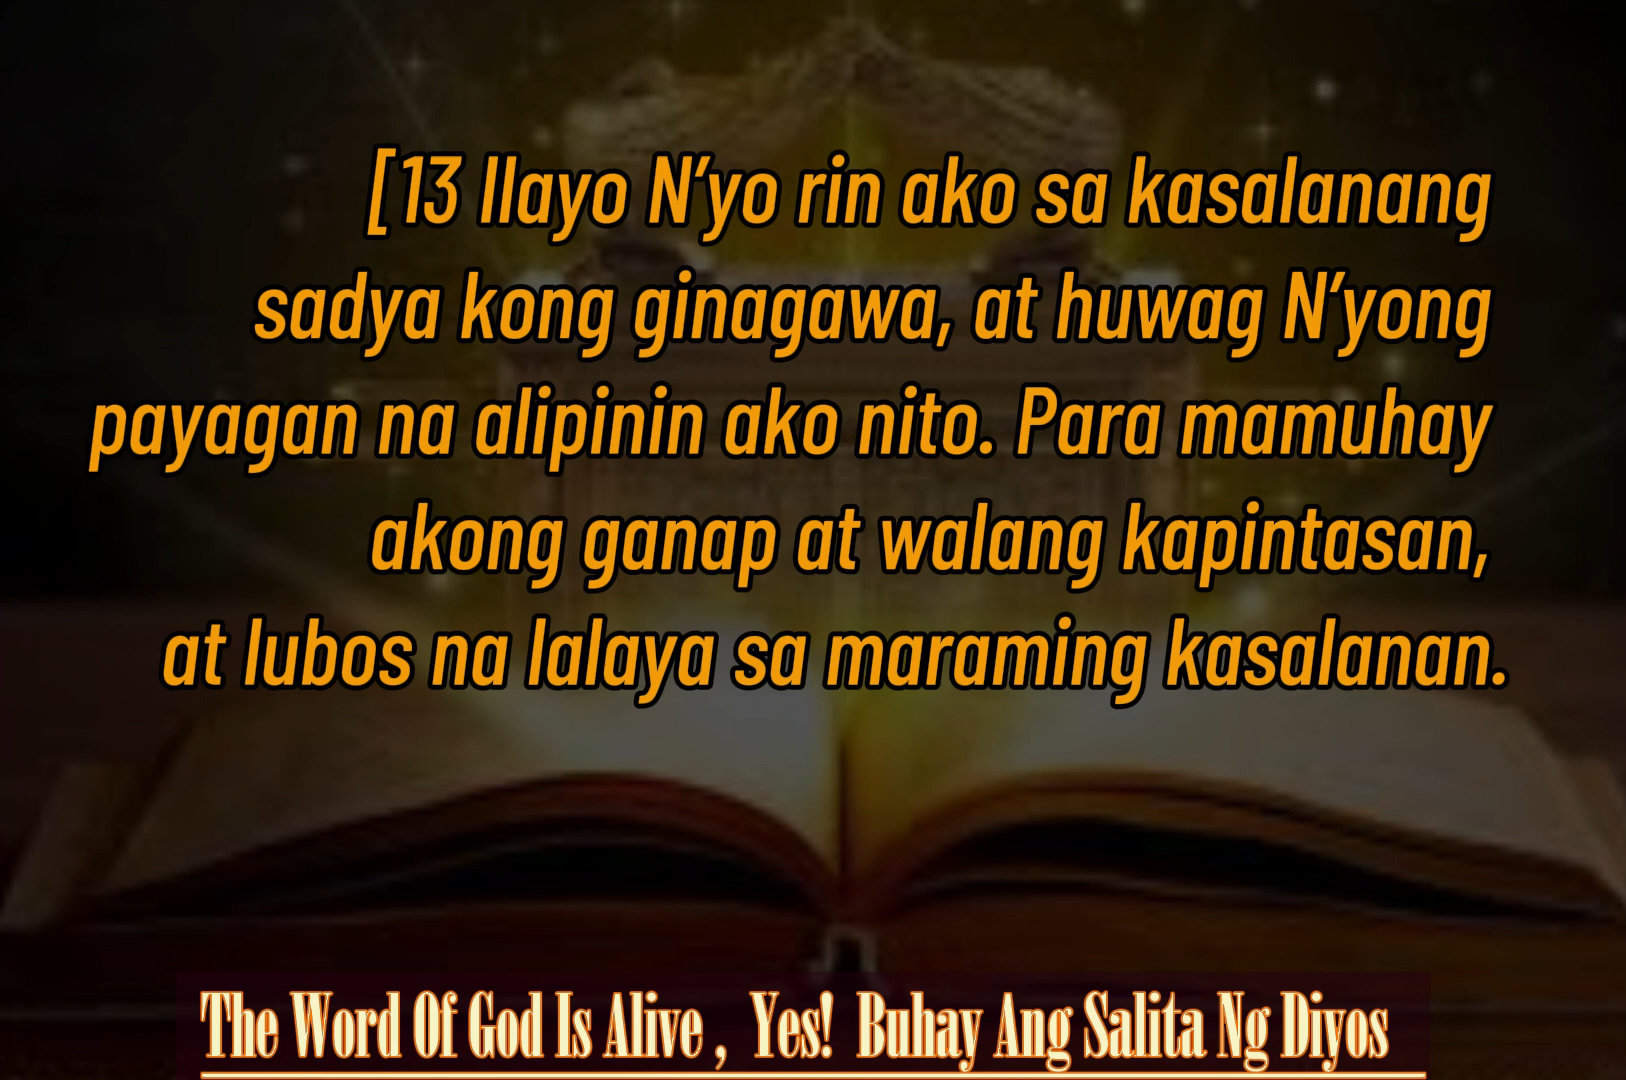 [13 Ilayo N’yo rin ako sa kasalanang
sadya kong ginagawa, at huwag N’yong
payagan na alipinin ako nito. Para mamuhay
akong ganap at walang kapintasan,
at lubos na lalaya sa maraming kasalanan.
The Word Of God Is Alive , Yes! Buhay Ang Salita Ng Diyos